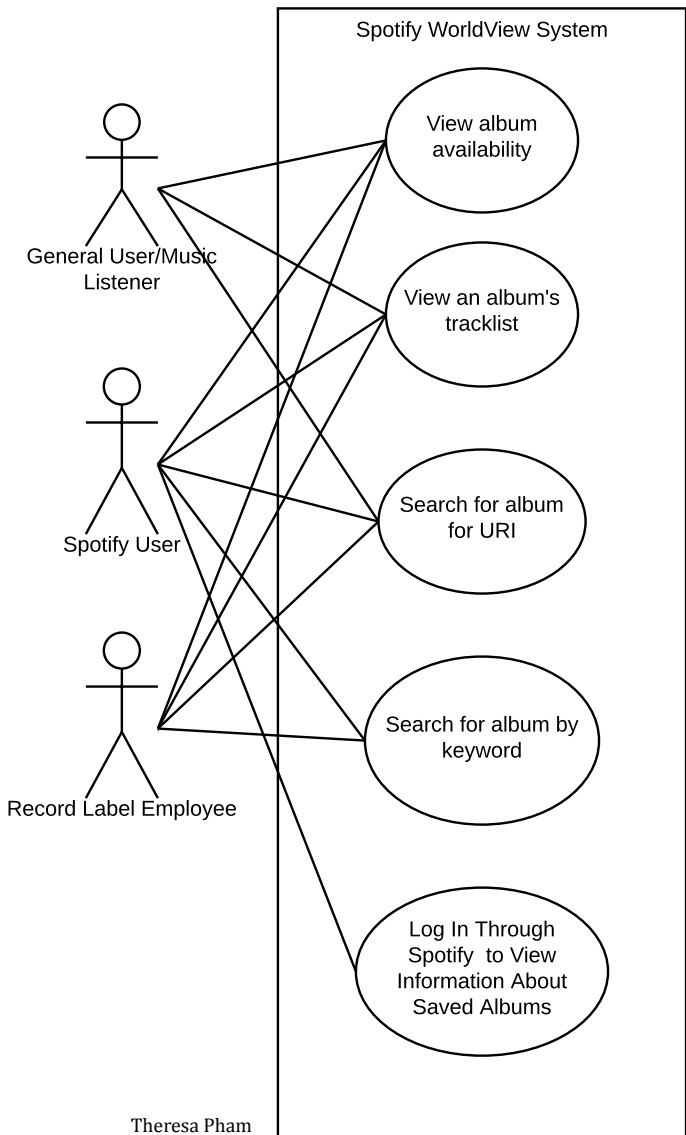 Spotify WorldView System
View album
availability
General User/Music
Listener
View an album's
tracklist
Spotify User
Search for album
for URI
Record Label Employee
Search for album by
keyword
Log In Through
Spotify to View
Information About
Saved Albums
Theresa Pham